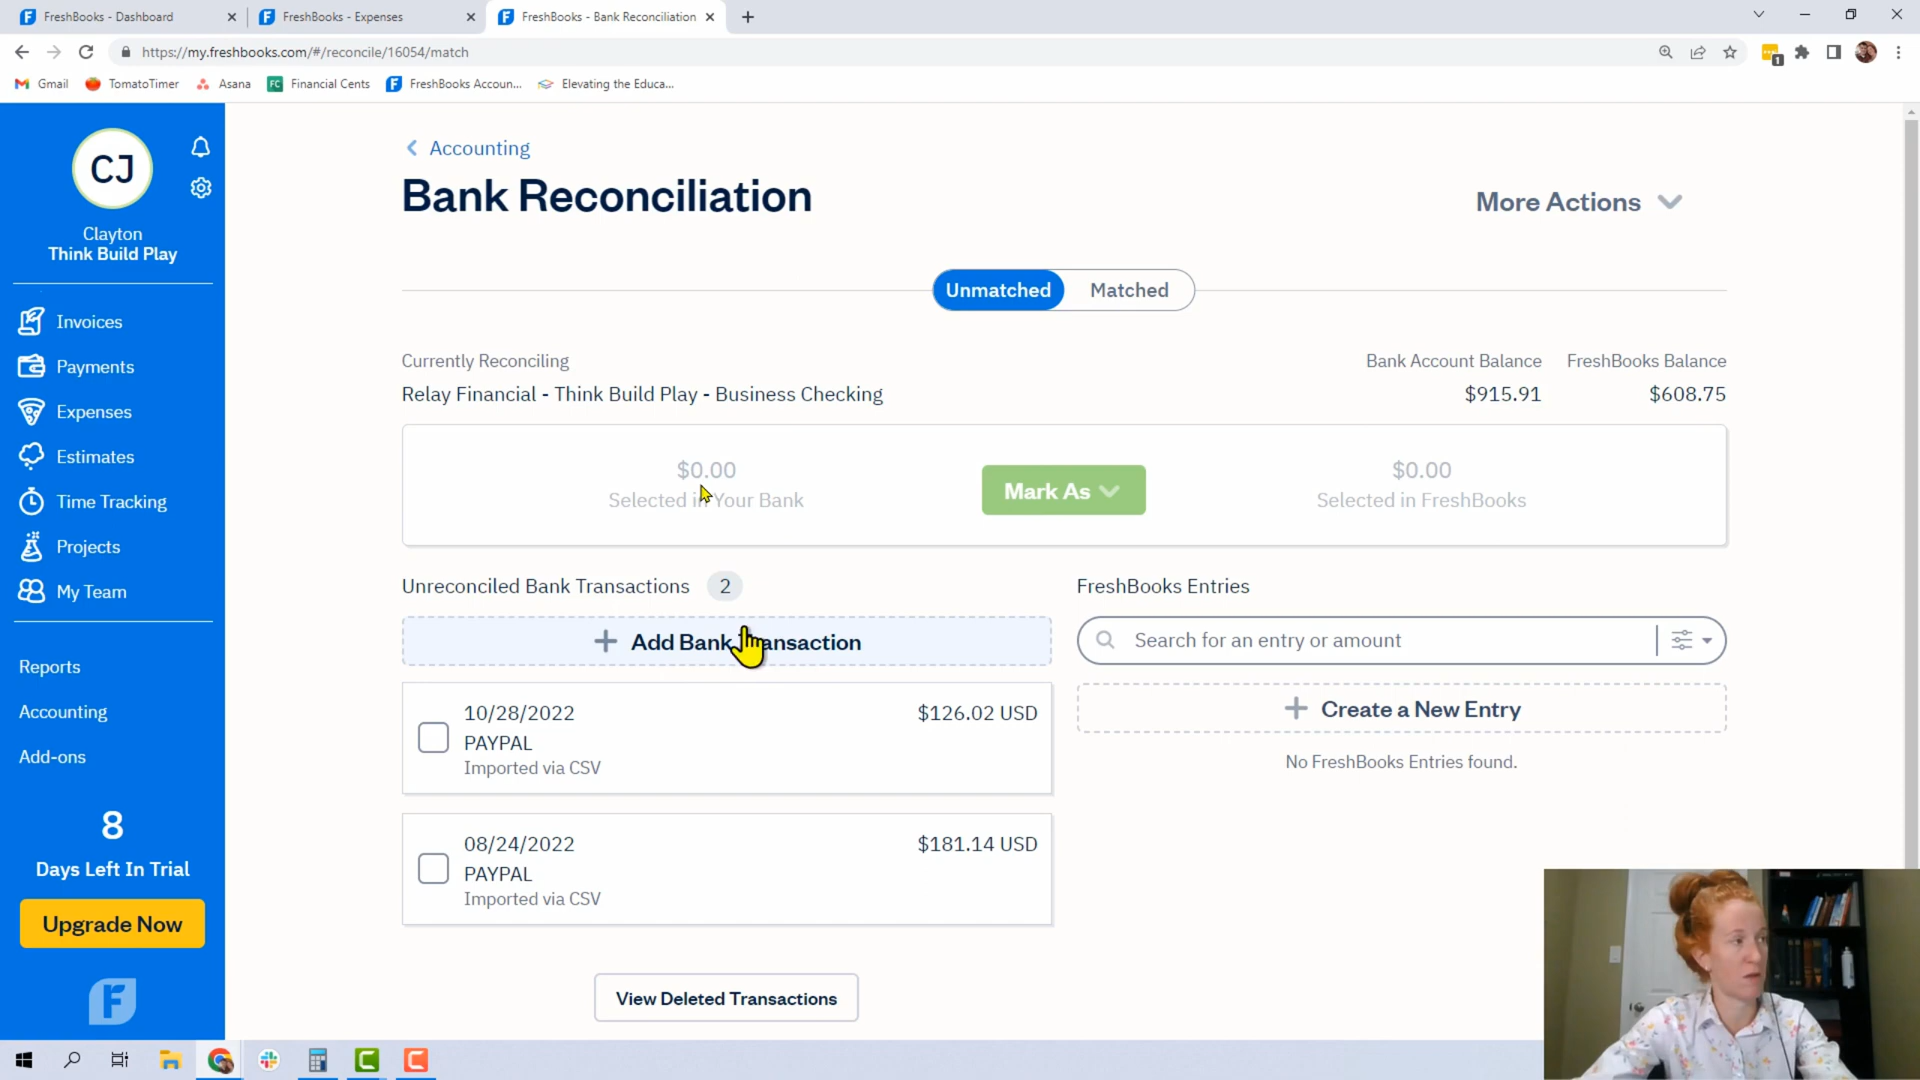 FreshBooks - Dashboard
FreshBooks - Expenses
FreshBooks - Bank Reconciliation
https://my.freshbooks.com/#/reconcile/16054/match
1
Gmail
TomatoTimer
Asana
FC Financial Cents
FreshBooks Accoun...
Elevating the Educa...
CJ
Clayton
Think Build Play
Invoices
Payments
Expenses
Estimates
Time Tracking
Projects
My Team
Reports
Accounting
Add-ons
8
Days Left In Trial
Upgrade Now
Accounting
Bank Reconciliation
More Actions
Unmatched
Matched
Currently Reconciling
Relay Financial - Think Build Play - Business Checking
Bank Account Balance
$915.91
FreshBooks Balance
$608.75
$0.00
Selected in Your Bank
Mark As
$0.00
Selected in FreshBooks
Unreconciled Bank Transactions 2
Add Bank Transaction
10/28/2022 $126.02 USD
PAYPAL
Imported via CSV
08/24/2022 $181.14 USD
PAYPAL
Imported via CSV
View Deleted Transactions
FreshBooks Entries
Search for an entry or amount
Create a New Entry
No FreshBooks Entries found.